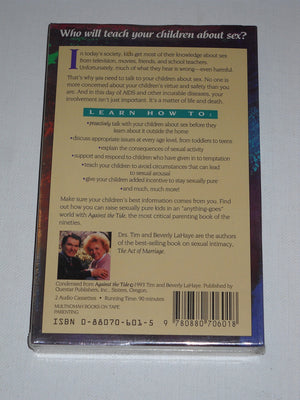 Who will teach your children about sex?
In today's society, kids get most of their knowledge about sex
from television, movies, friends, and school teachers.
Unfortunately, much of what they hear is wrong—even harmful.
That's why you need to talk to your children about sex. No one is
more concerned about your children's virtue and safety than you
are. And in this day of AIDS and other incurable diseases, your
involvement isn't just important. It's a matter of life and death.
LEARN HOW TO:
•proactively talk with your children about sex before they
learn about it outside the home
•discuss appropriate issues at every age level, from toddlers to teens
•explain the consequences of sexual activity
•support and respond to children who have given in to temptation
•teach children to avoid circumstances that can lead
to sexual arousal
•give your children added incentive to stay sexually pure
•and much, much more!
Make sure your children's best information comes from you. Find
out how you can raise sexually pure kids in an "anything-goes"
world with Against the Tide, the most critical parenting book of the
nineties.
Drs. Tim and Beverly LaHaye are the authors
of the best-selling book on sexual intimacy,
The Act of Marriage.
Condensed from Against the Tide © 1993 Tim and Beverly LaHaye. Published by
Questar Publishers, Inc., Sisters, Oregon.
2 Audio Cassettes • Running Time: 90 minutes
MULTNOMAH BOOKS ON TAPE
PARENTING
ISBN 0-88070-601-5
9 780880 706018